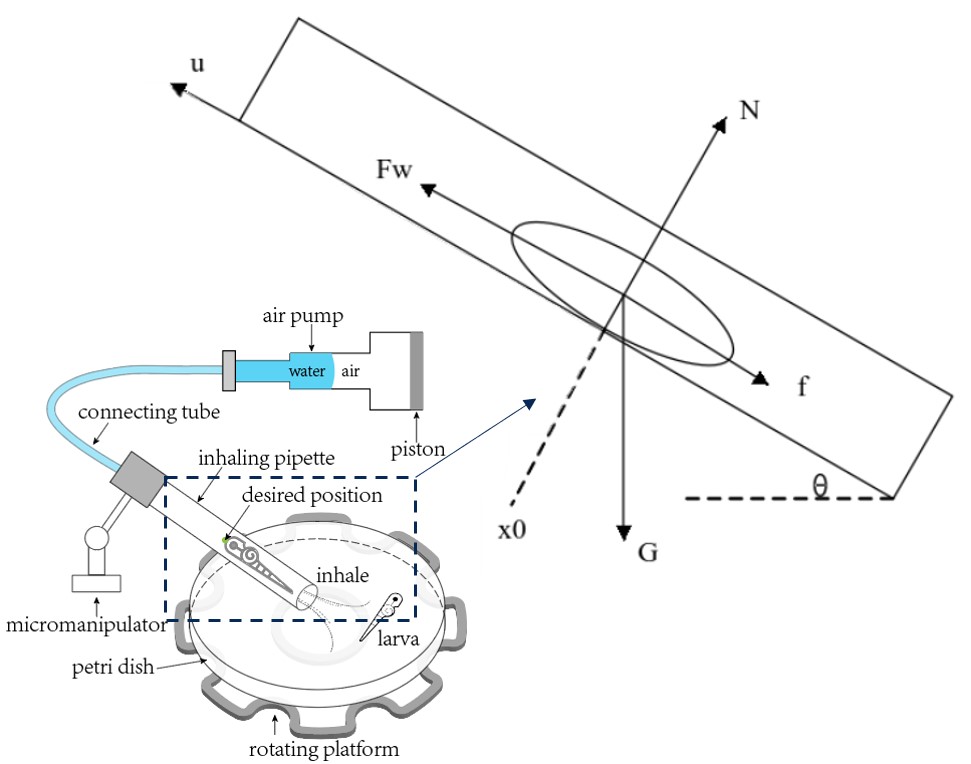 u
N
Fw
f
θ
x0
G
air pump
water
air
connecting tube
piston
inhaling pipette
desired position
inhale
micromanipulator
larva
petri dish
rotating platform